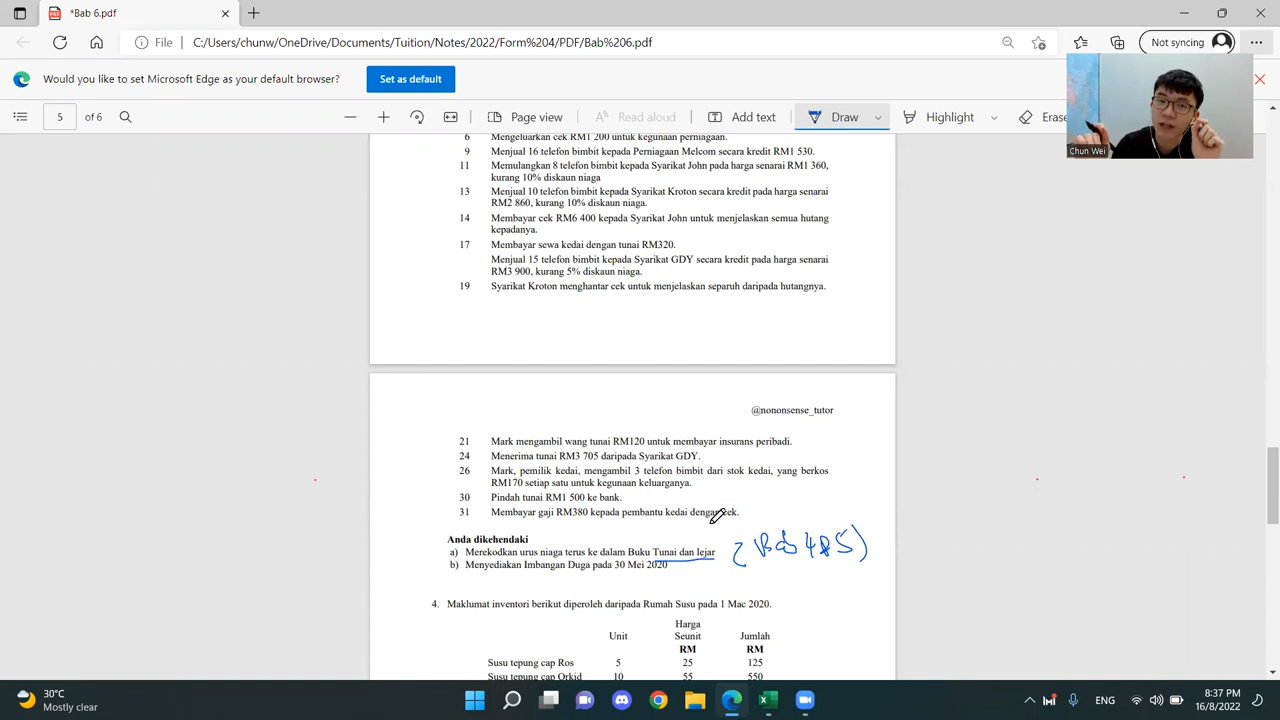 *Bab 6.pdf
File C:/Users/chunw/OneDrive/Documents/Tuition/Notes/2022/Form%204/PDF/Bab%206.pdf
Not syncing
Would you like to set Microsoft Edge as your default browser?
Set as default
5 of 6
Page view
Read aloud
Add text
Draw
Highlight
Erase
Chun Wei
6 Mengeluarkan cek RM1 200 untuk kegunaan perniagaan.
9 Menjual 16 telefon bimbit kepada Perniagaan Melcom secara kredit RM1 530.
11 Memulangkan 8 telefon bimbit kepada Syarikat John pada harga senarai RM1 360,
kurang 10% diskaun niaga
13 Menjual 10 telefon bimbit kepada Syarikat Kroton secara kredit pada harga senarai
RM2 860, kurang 10% diskaun niaga.
14 Membayar cek RM6 400 kepada Syarikat John untuk menjelaskan semua hutang
kepadanya.
17 Membayar sewa kedai dengan tunai RM320.
Menjual 15 telefon bimbit kepada Syarikat GDY secara kredit pada harga senarai
RM3 900, kurang 5% diskaun niaga.
19 Syarikat Kroton menghantar cek untuk menjelaskan separuh daripada hutangnya.
@nononsense_tutor
21 Mark mengambil wang tunai RM120 untuk membayar insurans peribadi.
24 Menerima tunai RM3 705 daripada Syarikat GDY.
26 Mark, pemilik kedai, mengambil 3 telefon bimbit dari stok kedai, yang berkos
RM170 setiap satu untuk kegunaan keluarganya.
30 Pindah tunai RM1 500 ke bank.
31 Membayar gaji RM380 kepada pembantu kedai dengan cek.
Anda dikehendaki
a) Merekodkan urus niaga terus ke dalam Buku Tunai dan lejar
(Bab 4&5)
b) Menyediakan Imbangan Duga pada 30 Mei 2020
4. Maklumat inventori berikut diperoleh daripada Rumah Susu pada 1 Mac 2020.
Harga
Unit Seunit Jumlah
RM RM
Susu tepung cap Ros 5 25 125
Susu tepung cap Orkid 10 55 550
30°C
Mostly clear
ENG
8:37 PM
16/8/2022